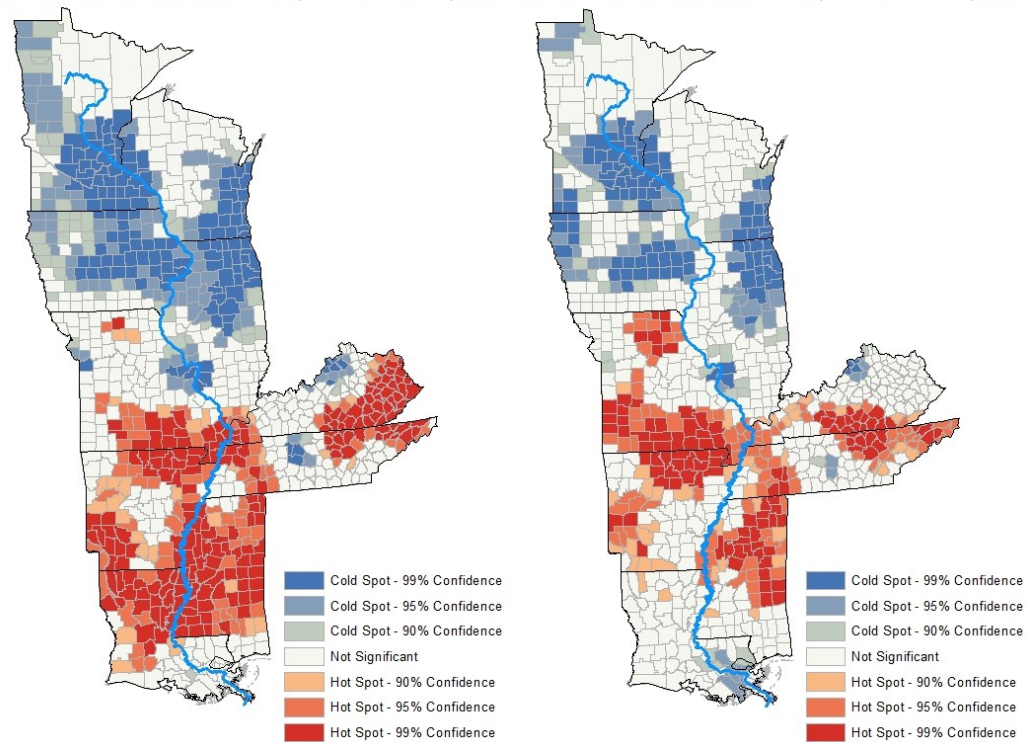 Cold Spot - 99% Confidence
Cold Spot - 95% Confidence
Cold Spot - 90% Confidence
Not Significant
Hot Spot - 90% Confidence
Hot Spot - 95% Confidence
Hot Spot - 99% Confidence
Cold Spot - 99% Confidence
Cold Spot - 95% Confidence
Cold Spot - 90% Confidence
Not Significant
Hot Spot - 90% Confidence
Hot Spot - 95% Confidence
Hot Spot - 99% Confidence